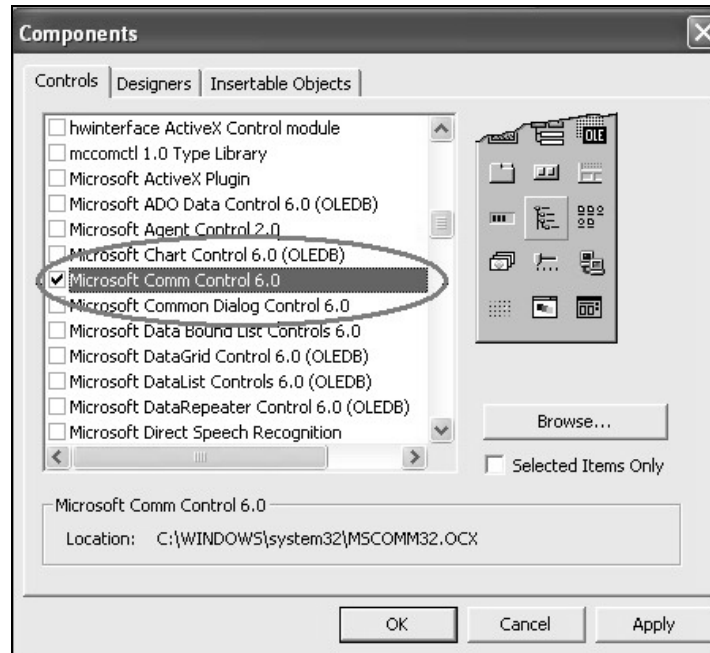 Components
Controls Designers Insertable Objects
hwinterface ActiveX Control module
mccomctl 1.0 Type Library
Microsoft ActiveX Plugin
Microsoft ADO Data Control 6.0 (OLEDB)
Microsoft Agent Control 2.0
Microsoft Chart Control 6.0 (OLEDB)
Microsoft Comm Control 6.0
Microsoft Common Dialog Control 6.0
Microsoft Data Bound List Controls 6.0
Microsoft DataGrid Control 6.0 (OLEDB)
Microsoft DataList Controls 6.0 (OLEDB)
Microsoft DataRepeater Control 6.0 (OLEDB)
Microsoft Direct Speech Recognition
OLE
Browse...
Selected Items Only
Microsoft Comm Control 6.0
Location: C:\WINDOWS\system32\MSCOMM32.OCX
OK Cancel Apply